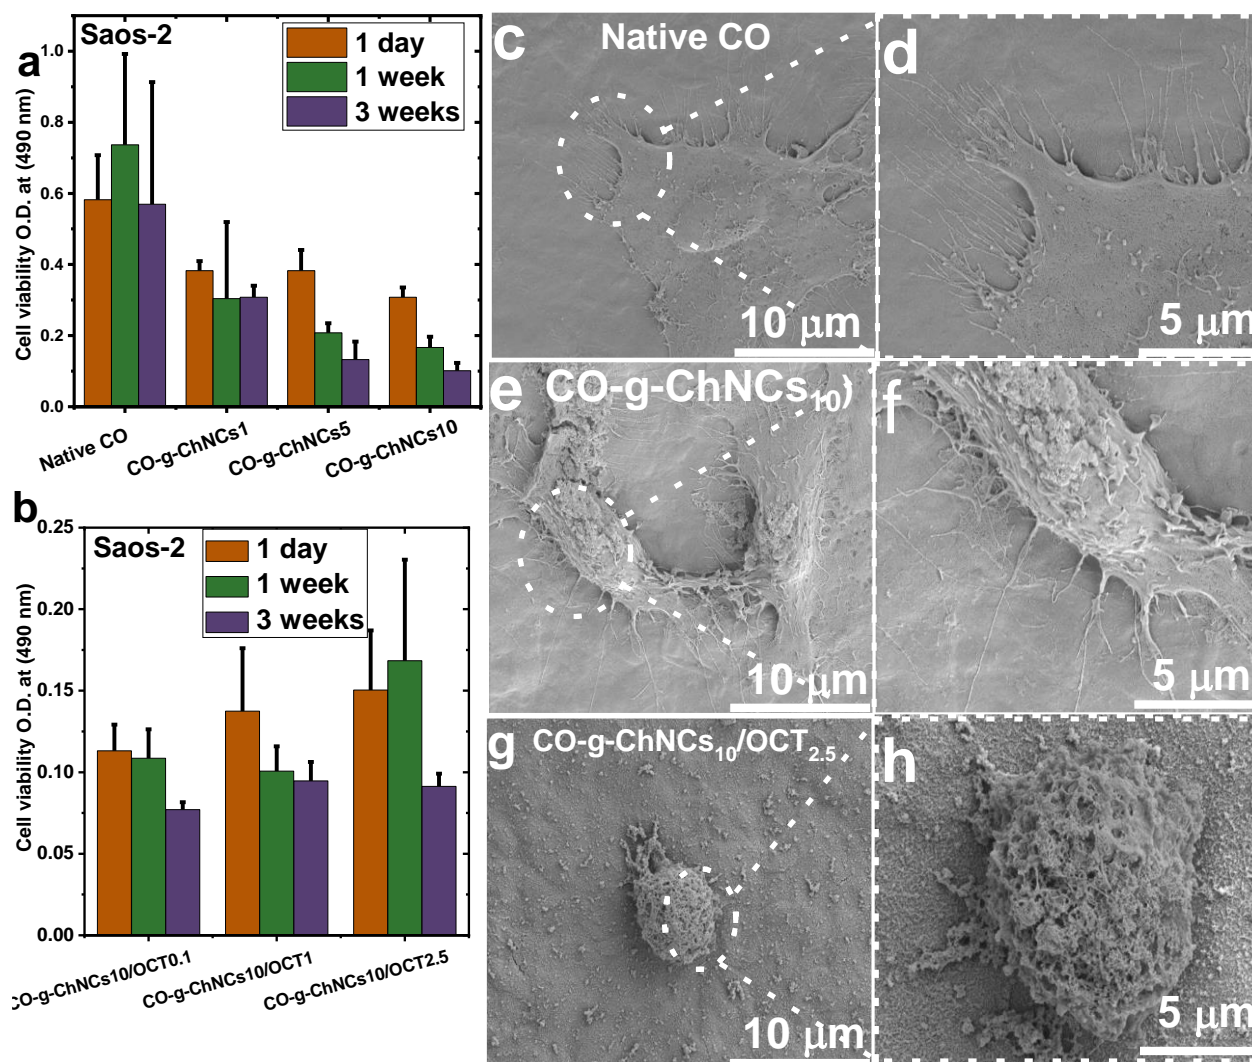 a
Saos-2
1 day
1 week
3 weeks
Cell viability O.D. at (490 nm)
1.0
0.8
0.6
0.4
0.2
0.0
Native CO
CO-g-ChNCs1
CO-g-ChNCs5
CO-g-ChNCs10
b
Saos-2
1 day
1 week
3 weeks
Cell viability O.D. at (490 nm)
0.25
0.20
0.15
0.10
0.05
0.00
CO-g-ChNCs10/OCT0.1
CO-g-ChNCs10/OCT1
CO-g-ChNCs10/OCT2.5
c
Native CO
10 μm
d
5 μm
e
CO-g-ChNCs10)
10 μm
f
5 μm
g
CO-g-ChNCs10/OCT2.5
10 μm
h
5 μm